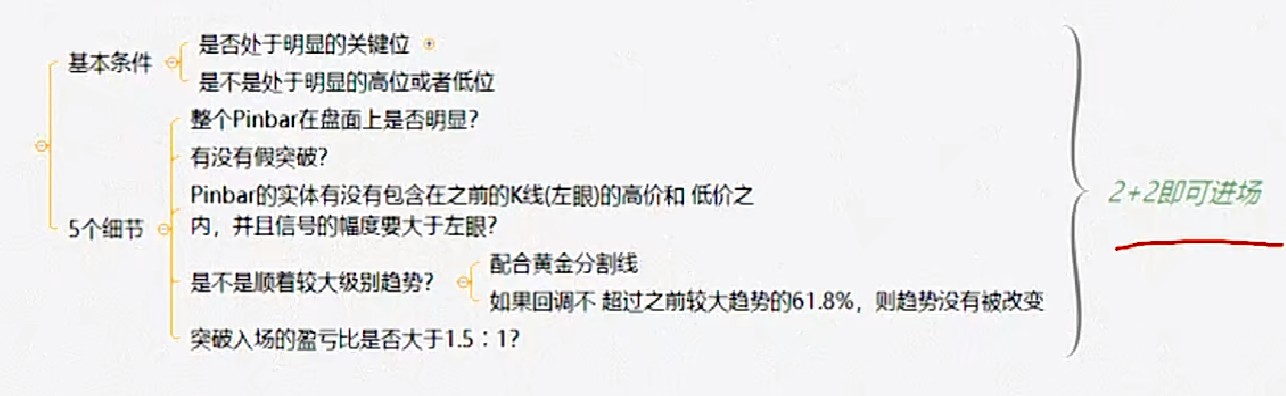 基本条件
是否处于明显的关键位
是不是处于明显的高位或者低位
5个细节
整个Pinbar在盘面上是否明显?
有没有假突破?
Pinbar的实体有没有包含在之前的K线(左眼)的高价和 低价之
内，并且信号的幅度要大于左眼?
是不是顺着较大级别趋势?
配合黄金分割线
如果回调不 超过之前较大趋势的61.8%，则趋势没有被改变
突破入场的盈亏比是否大于1.5：1?
2+2即可进场